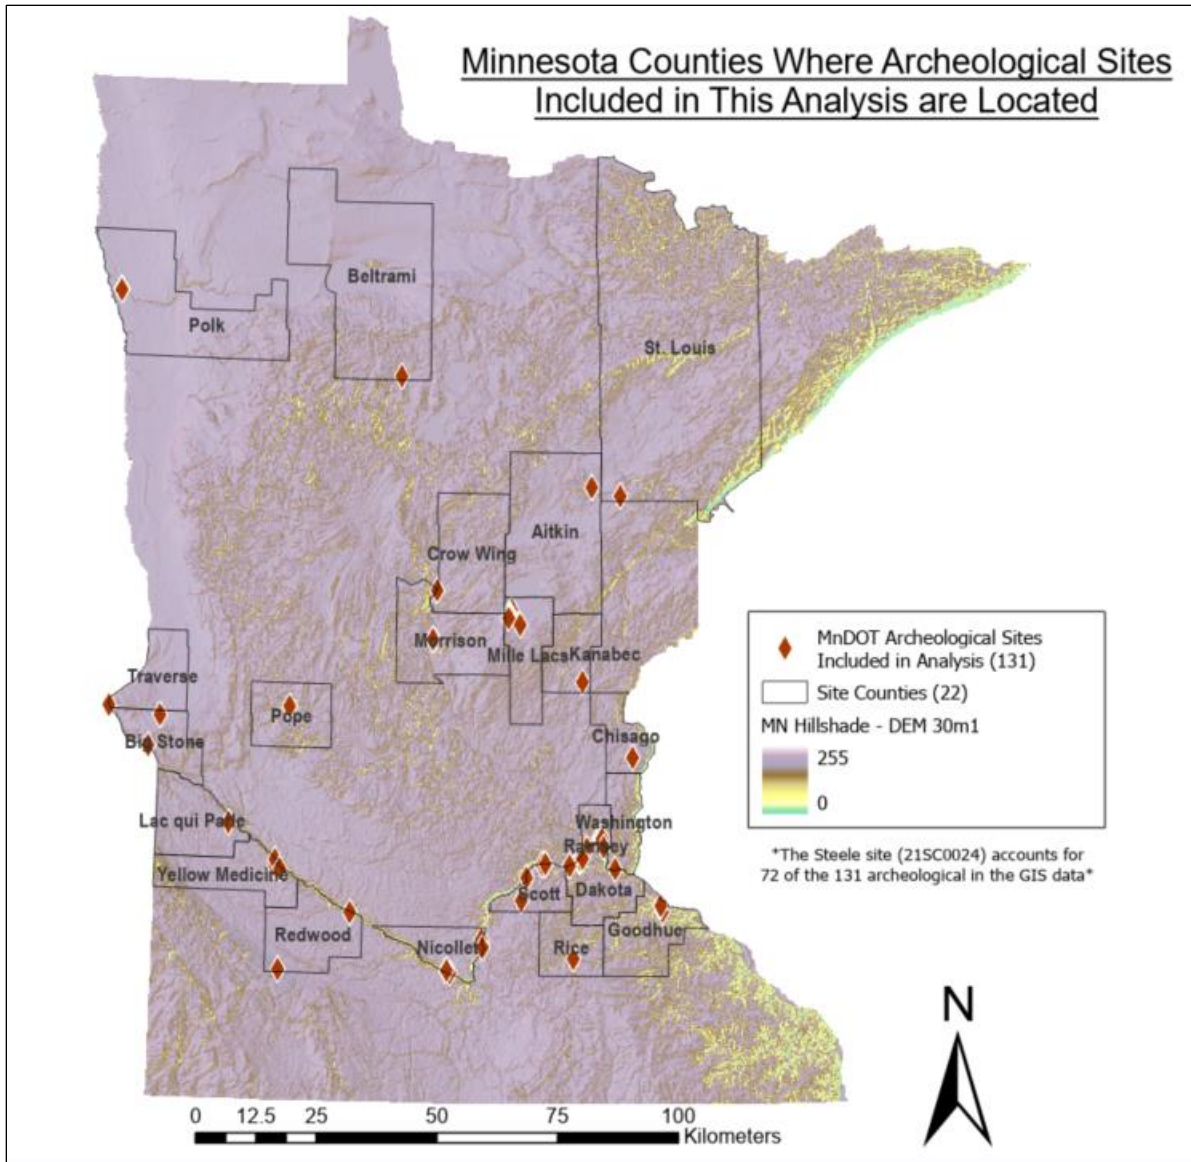 Minnesota Counties Where Archeological Sites
Included in This Analysis are Located
Beltrami
Polk
St. Louis
Aitkin
Crow Wing
Morrison
Mille Lacs
Kanabec
Traverse
Pope
Big Stone
Chisago
Lac qui Parle
Washington
Ramsey
Yellow Medicine
Scott
Dakota
Redwood
Nicollet
Rice
Goodhue
MnDOT Archeological Sites
Included in Analysis (131)
Site Counties (22)
MN Hillshade - DEM 30m1
255
0
*The Steele site (21SC0024) accounts for
72 of the 131 archeological in the GIS data*
N
0 12.5 25 50 75 100
Kilometers